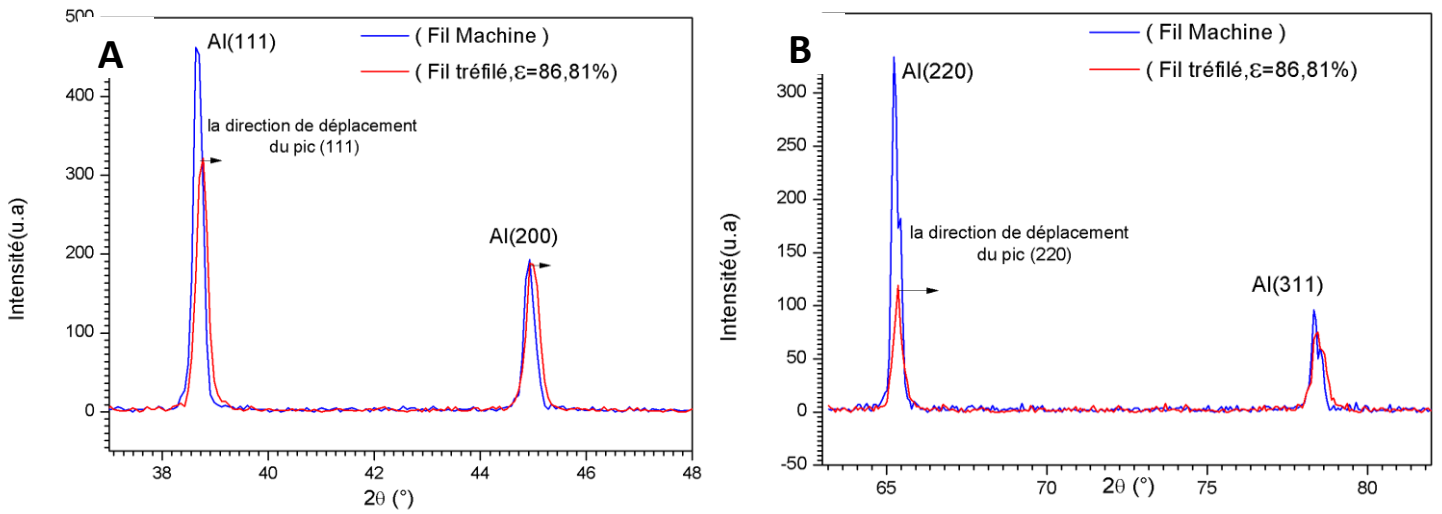 A
Al(111)
( Fil Machine )
( Fil tréfilé,ε=86,81%)
la direction de déplacement
du pic (111)
Al(200)
Intensité(u.a)
500
400
300
200
100
0
38
40
42
44
46
48
2θ (°)
B
Al(220)
( Fil Machine )
( Fil tréfilé,ε=86,81%)
la direction de déplacement
du pic (220)
Al(311)
Intensité(u.a)
300
250
200
150
100
50
0
-50
65
70
75
80
2θ (°)